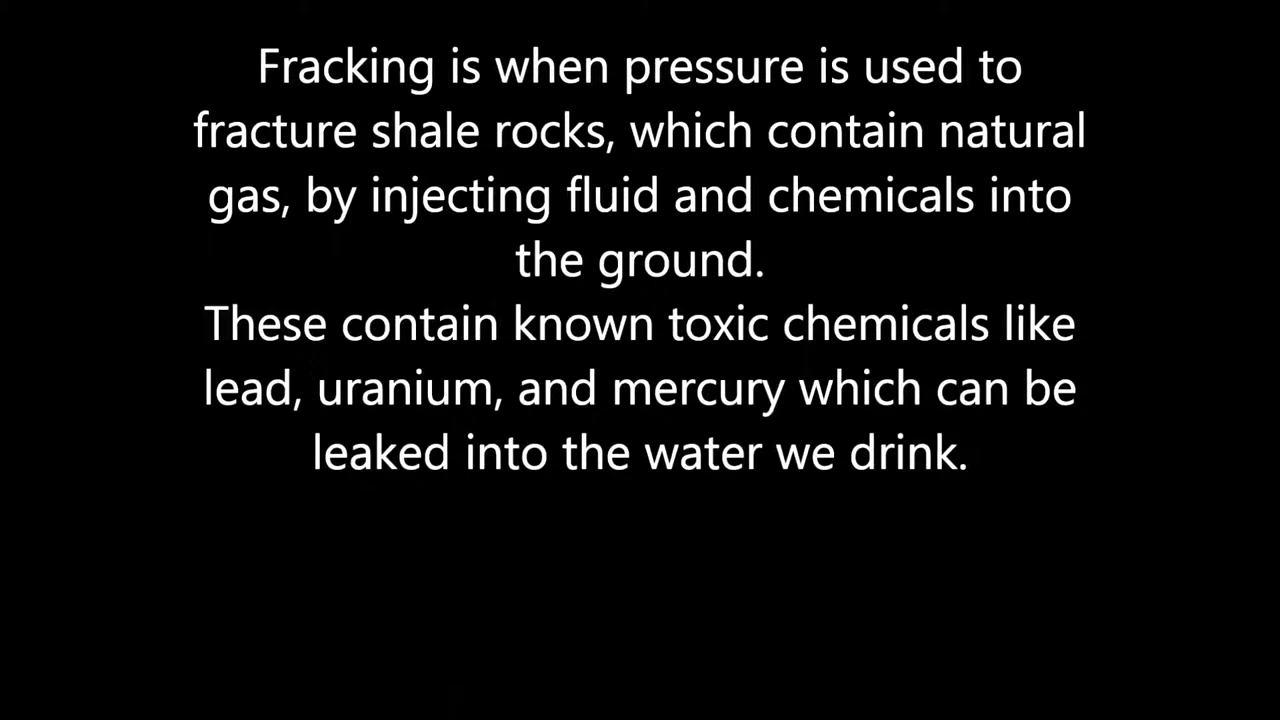 Fracking is when pressure is used to
fracture shale rocks, which contain natural
gas, by injecting fluid and chemicals into
the ground.
These contain known toxic chemicals like
lead, uranium, and mercury which can be
leaked into the water we drink.